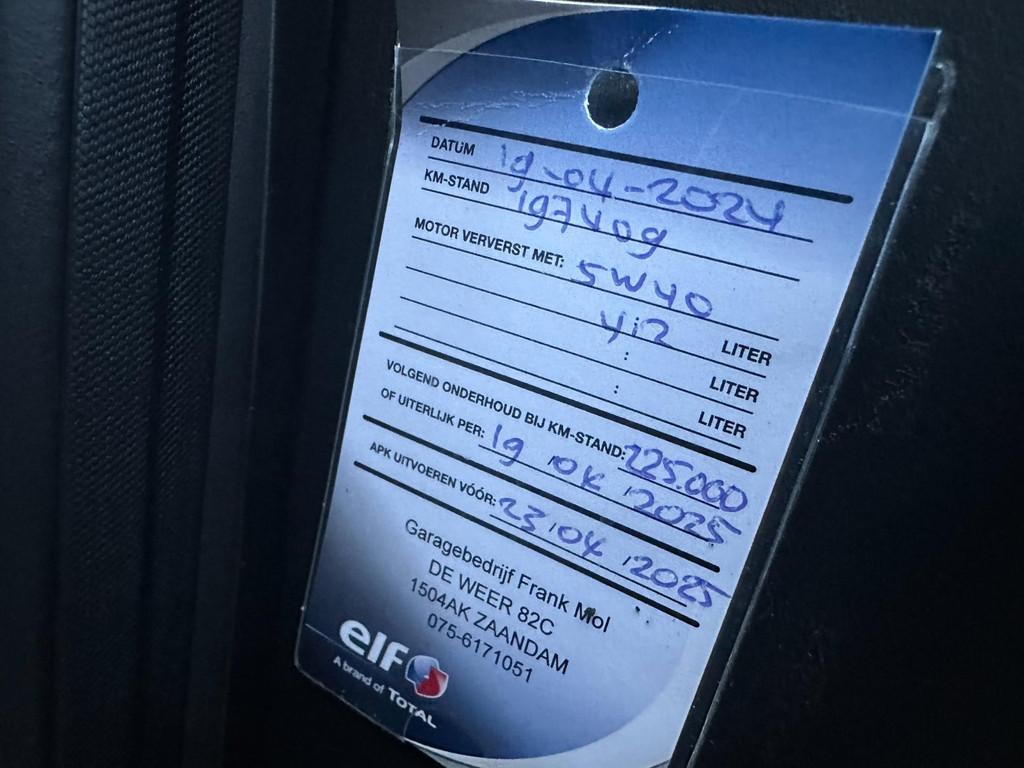 DATUM 19-04-2024
KM-STAND 197409
MOTOR VERVERST MET: 5W40
4:2 LITER
: LITER
: LITER
VOLGEND ONDERHOUD BIJ KM-STAND: 225.000
OF UITERLIJK PER: 19 04 2025
APK UITVOEREN VÓÓR: 23 04 2025
Garagebedrijf Frank Mol
DE WEER 82C
1504AK ZAANDAM
075-6171051
elf
A brand of TOTAL